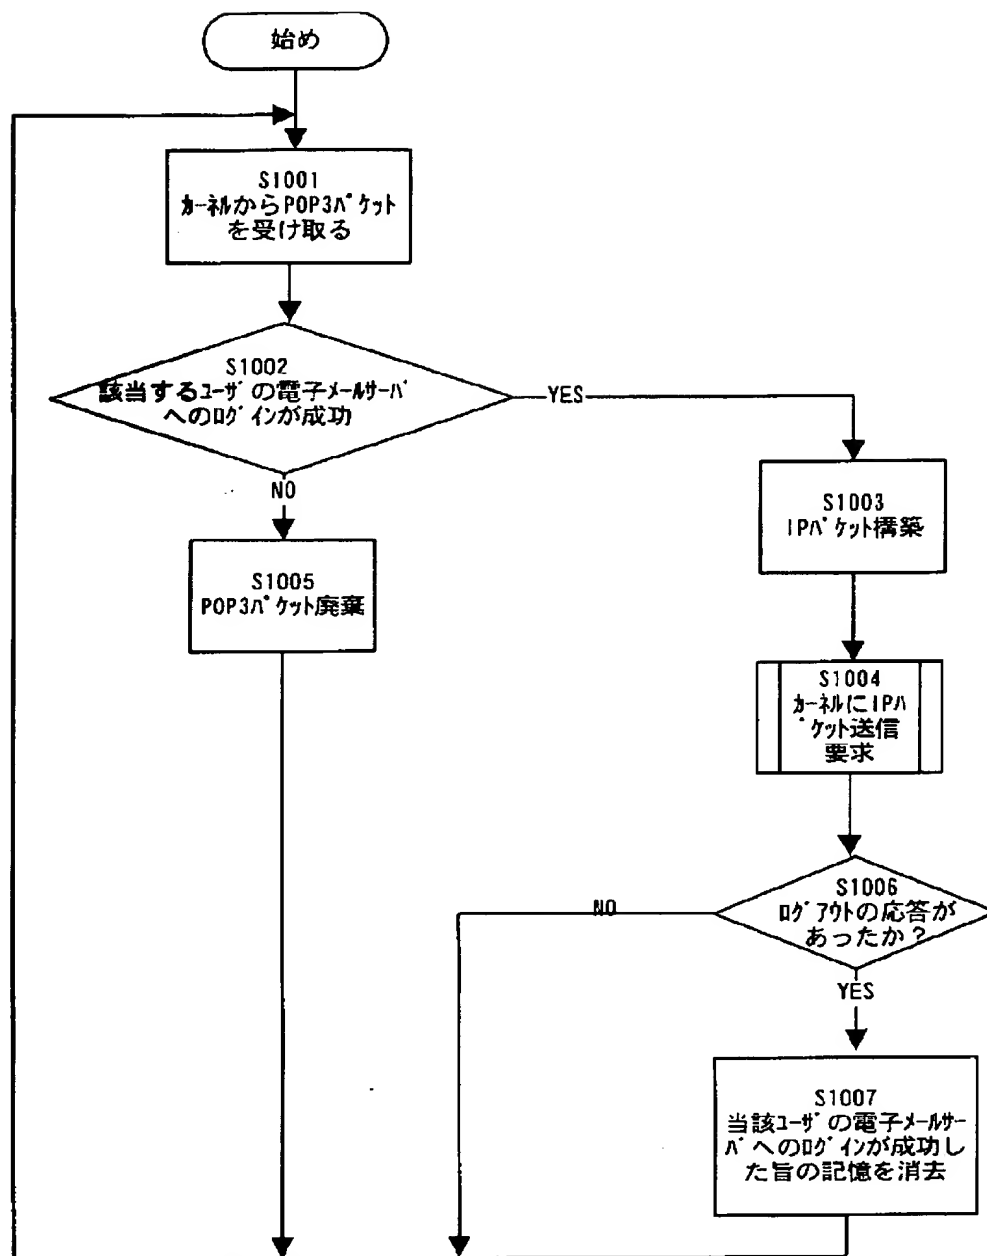 始め
S1001
ｶｰﾈﾙからPOP3ﾊﾟｹｯﾄ
を受け取る
S1002
該当するﾕｰｻﾞの電子ﾒｰﾙｻｰﾊﾞ
へのﾛｸﾞｲﾝが成功
YES
NO
S1003
IPﾊﾟｹｯﾄ構築
S1005
POP3ﾊﾟｹｯﾄ廃棄
S1004
ｶｰﾈﾙにIPﾊ
ﾟｹｯﾄ送信
要求
S1006
ﾛｸﾞｱｳﾄの応答が
あったか？
NO
YES
S1007
当該ﾕｰｻﾞの電子ﾒｰﾙｻｰ
ﾊﾞへのﾛｸﾞｲﾝが成功し
た旨の記憶を消去